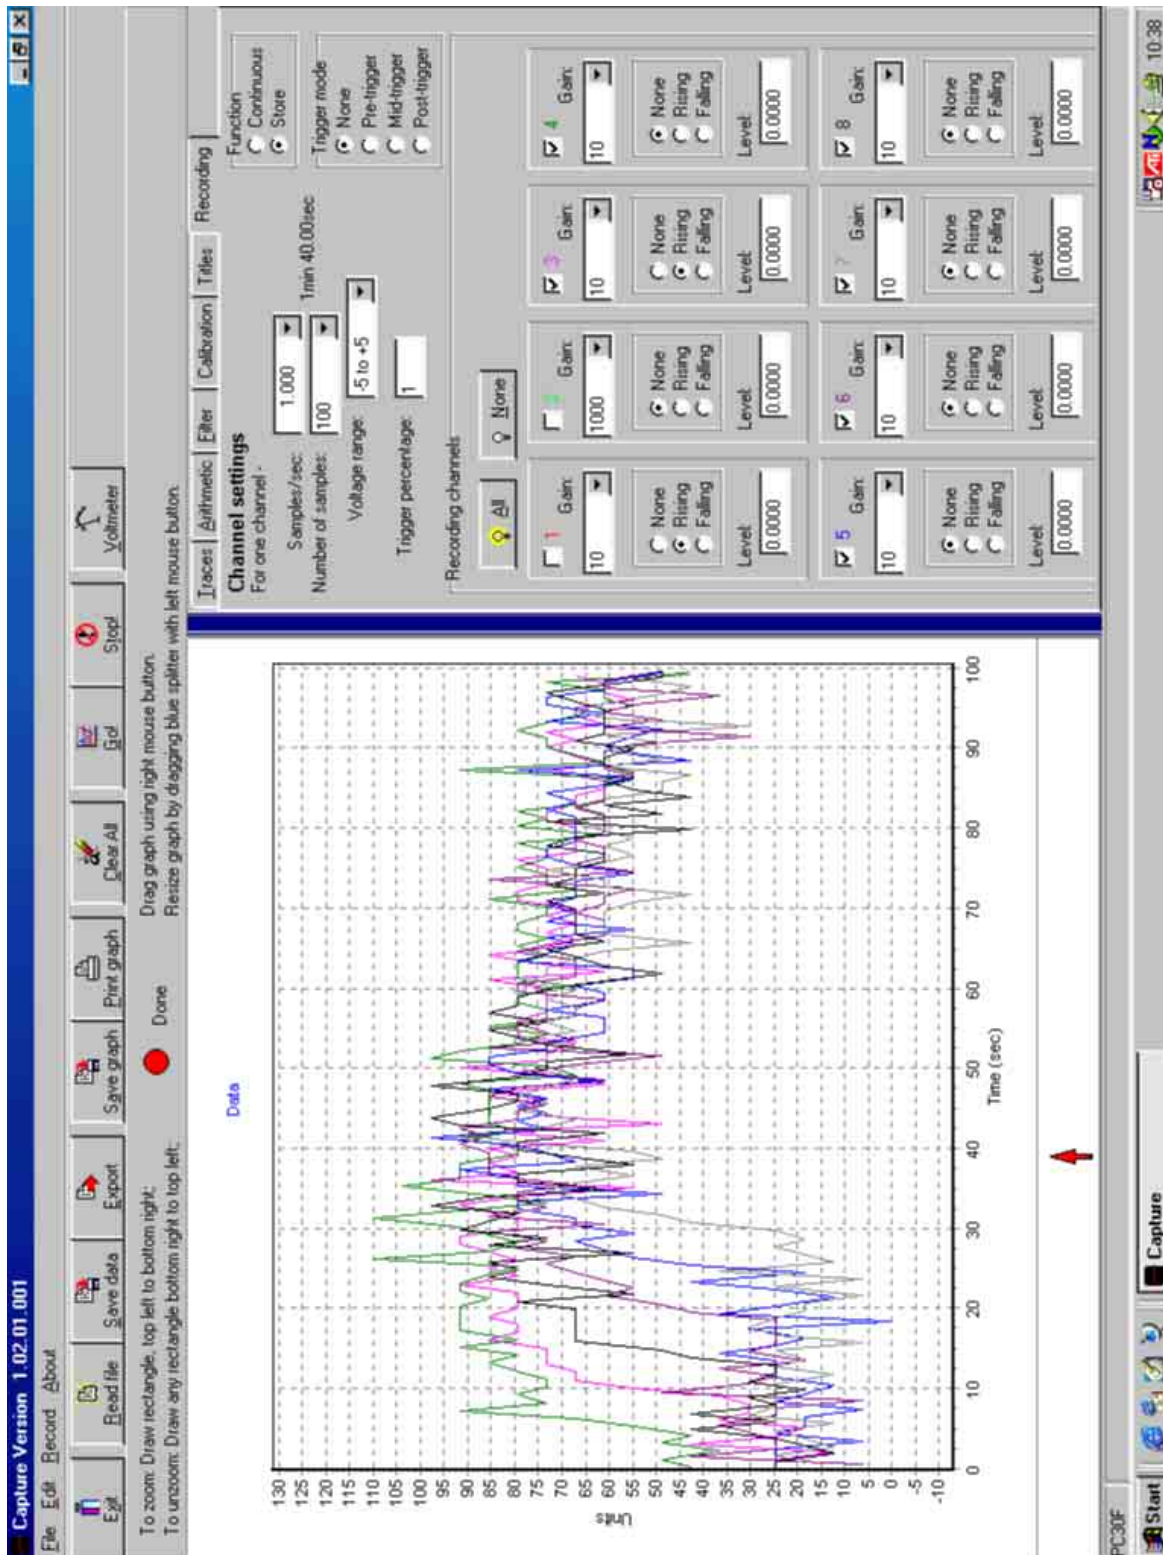 Capture Version 1.02.01.001
File Edit Record About
Exit Read file Save data Export Save graph Print graph Clear All Go! Stop! Voltmeter
To zoom: Draw rectangle, top left to bottom right;
To unzoom: Draw any rectangle bottom right to top left;
Done
Drag graph using right mouse button.
Resize graph by dragging blue splitter with left mouse button.
Data
130
125
120
115
110
105
100
95
90
85
80
75
70
65
60
55
50
45
40
35
30
25
20
15
10
5
0
-5
-10
Units
0 10 20 30 40 50 60 70 80 90 100
Time (sec)
Traces Arithmetic Filter Calibration Titles Recording
Channel settings
For one channel -
Samples/sec: 1.000
Number of samples: 100 1min 40.00sec
Voltage range: -5 to +5
Trigger percentage: 1
Function
Continuous
Store
Trigger mode
None
Pre-trigger
Mid-trigger
Post-trigger
Recording channels
All None
1 Gain:
10
None
Rising
Falling
Level:
0.0000
2 Gain:
1000
None
Rising
Falling
Level:
0.0000
3 Gain:
10
None
Rising
Falling
Level:
0.0000
4 Gain:
10
None
Rising
Falling
Level:
0.0000
5 Gain:
10
None
Rising
Falling
Level:
0.0000
6 Gain:
10
None
Rising
Falling
Level:
0.0000
7 Gain:
10
None
Rising
Falling
Level:
0.0000
8 Gain:
10
None
Rising
Falling
Level:
0.0000
PC30F
Start Capture ATI N 10:38